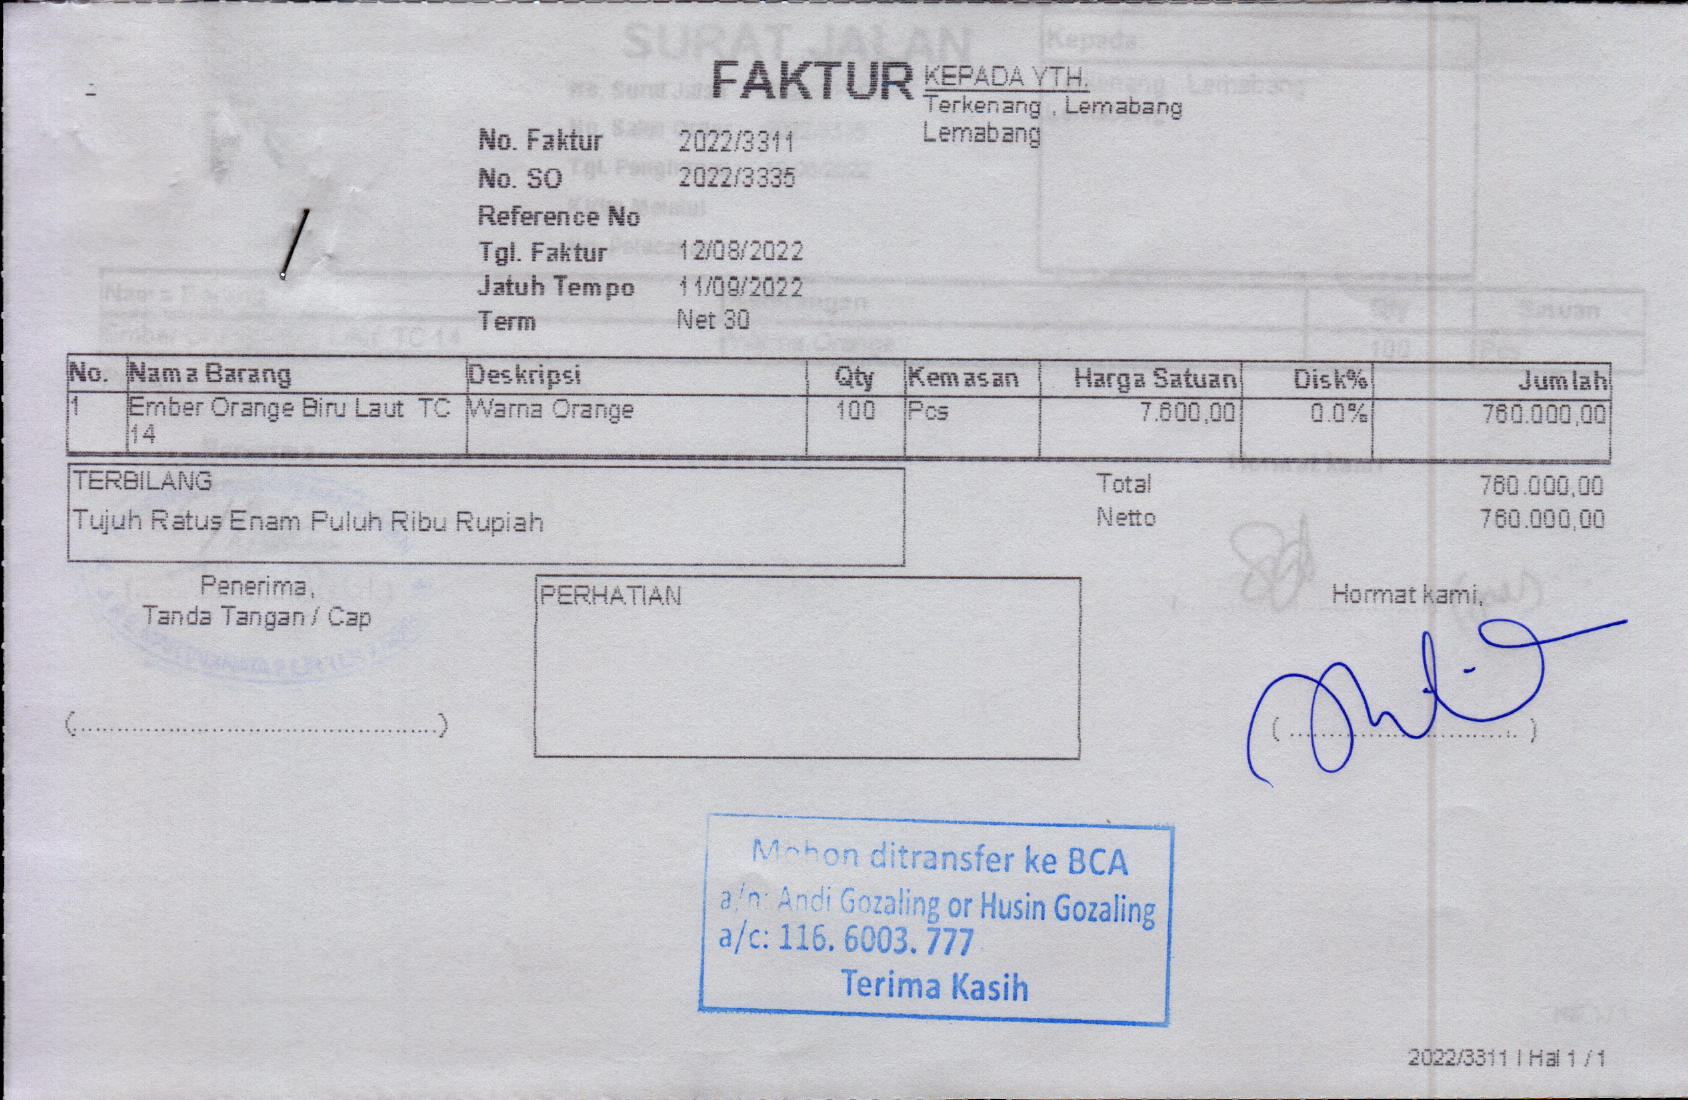 FAKTUR
KEPADA YTH.
Terkenang , Lemabang
Lemabang
No. Faktur 2022/3311
No. SO 2022/3335
Reference No
Tgl. Faktur 12/08/2022
Jatuh Tempo 11/09/2022
Term Net 30
No. Nama Barang Deskripsi Qty Kemasan Harga Satuan Disk% Jumlah
1 Ember Orange Biru Laut TC Warna Orange 100 Pcs 7.600,00 0.0% 760.000,00
14
TERBILANG
Tujuh Ratus Enam Puluh Ribu Rupiah
Total 760.000,00
Netto 760.000,00
Penerima,
Tanda Tangan / Cap
PERHATIAN
Hormat kami,
(................................................)
( ............................... )
Mohon ditransfer ke BCA
a/n: Andi Gozaling or Husin Gozaling
a/c: 116. 6003. 777
Terima Kasih
2022/3311 | Hal 1 / 1
SURAT JALAN
Kepada